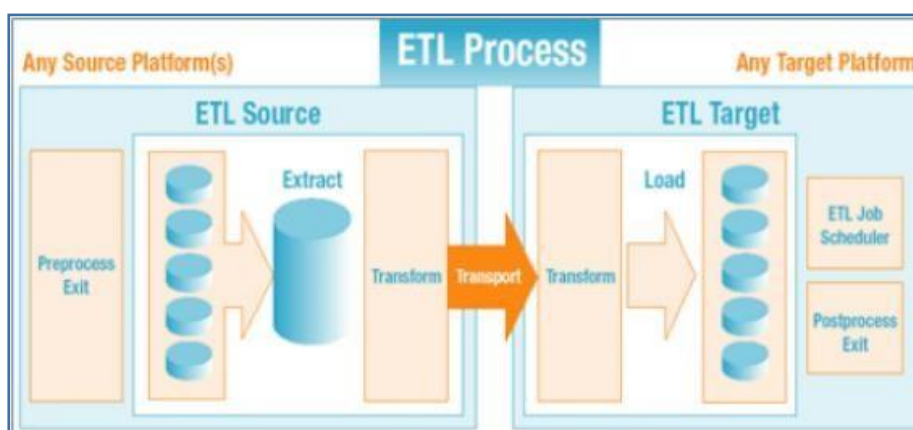 ETL Process
Any Source Platform(s)
Any Target Platform
ETL Source
ETL Target
Preprocess
Exit
Extract
Transform
Transport
Transform
Load
ETL Job
Scheduler
Postprocess
Exit